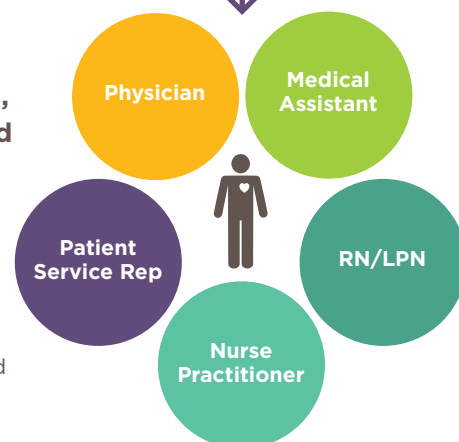 ,
d
Physician
Medical
Assistant
Patient
Service Rep
RN/LPN
Nurse
Practitioner
d